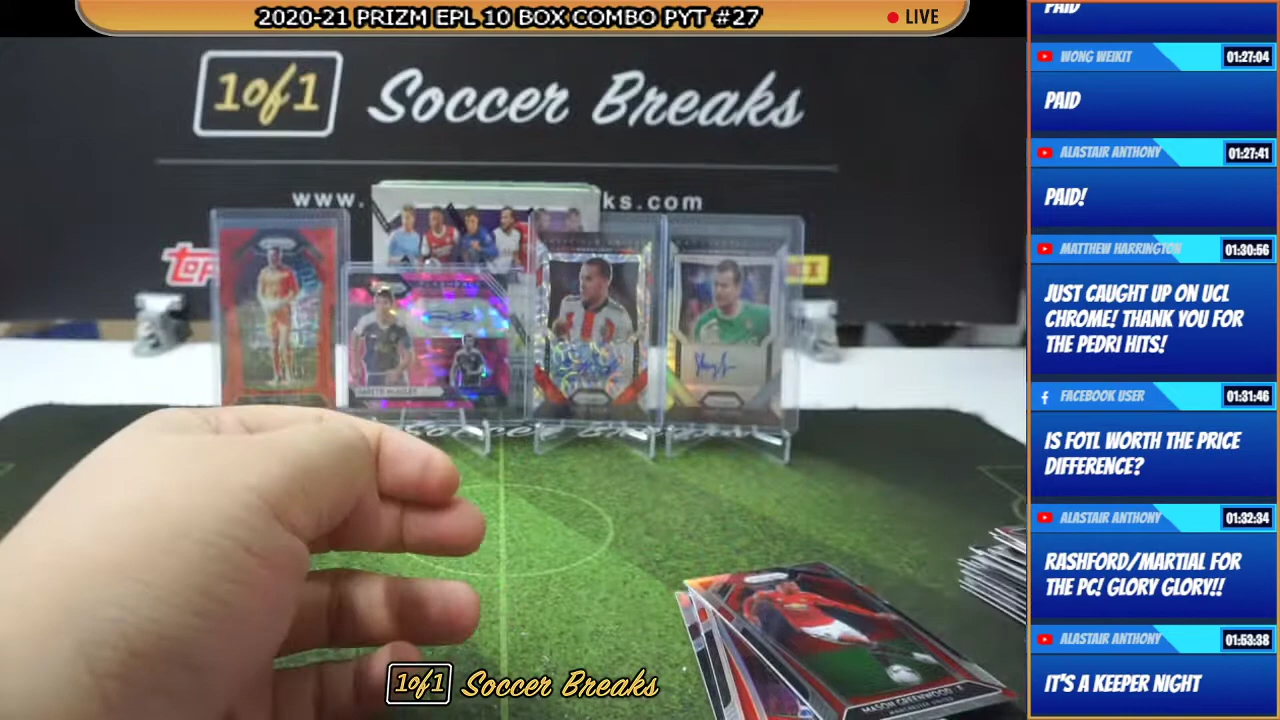 2020-21 PRIZM EPL 10 BOX COMBO PYT #27
LIVE
1of1 Soccer Breaks
www.
ks.com
PAID
WONG WEIKIT 01:27:04
PAID
ALASTAIR ANTHONY 01:27:41
PAID!
MATTHEW HARRINGTON 01:30:56
JUST CAUGHT UP ON UCL
CHROME! THANK YOU FOR
THE PEDRI HITS!
FACEBOOK USER 01:31:46
IS FOTL WORTH THE PRICE
DIFFERENCE?
ALASTAIR ANTHONY 01:32:34
RASHFORD/MARTIAL FOR
THE PC! GLORY GLORY!!
ALASTAIR ANTHONY 01:53:38
IT'S A KEEPER NIGHT
TOP
MASON GREENWOOD
MANCHESTER UNITED
1of1 Soccer Breaks